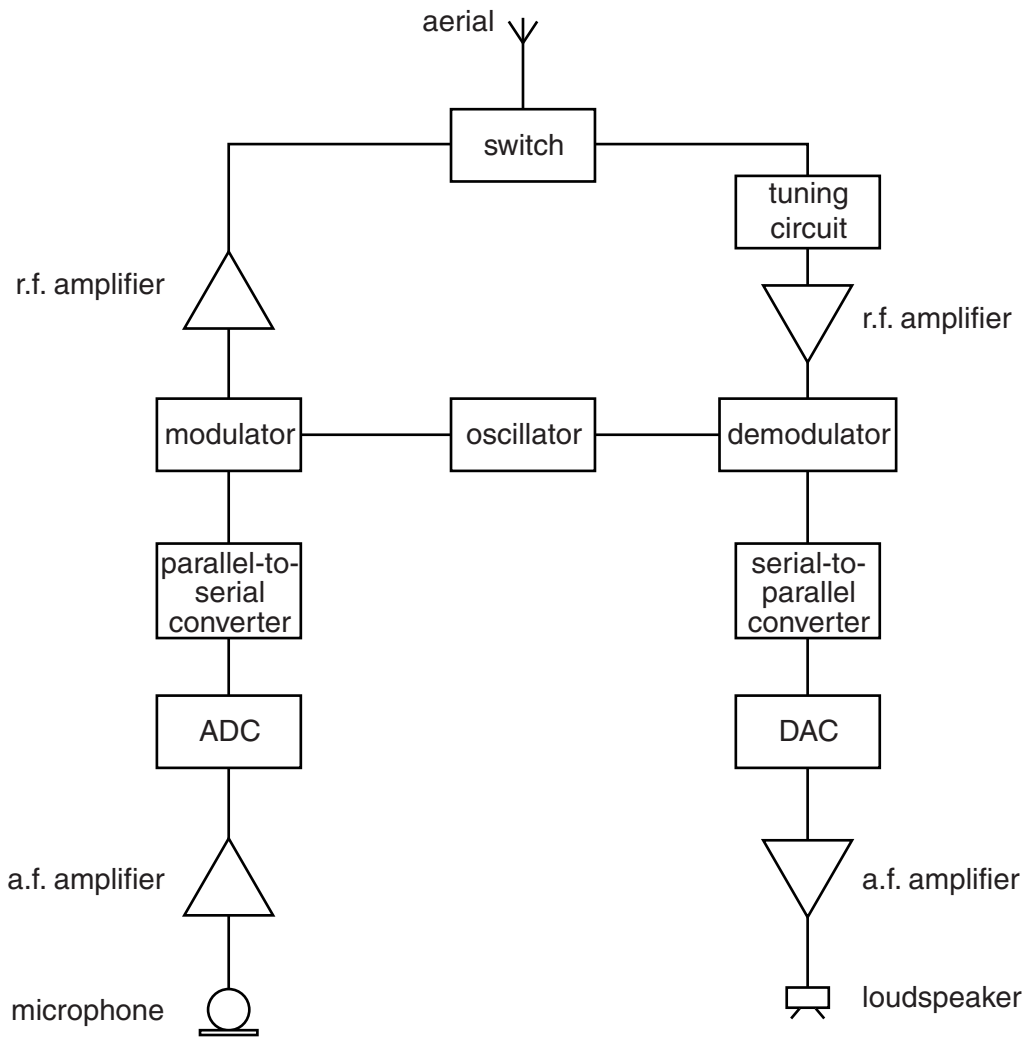 aerial
switch
tuning
circuit
r.f. amplifier
r.f. amplifier
modulator
oscillator
demodulator
parallel-to-
serial
converter
serial-to-
parallel
converter
ADC
DAC
a.f. amplifier
a.f. amplifier
microphone
loudspeaker